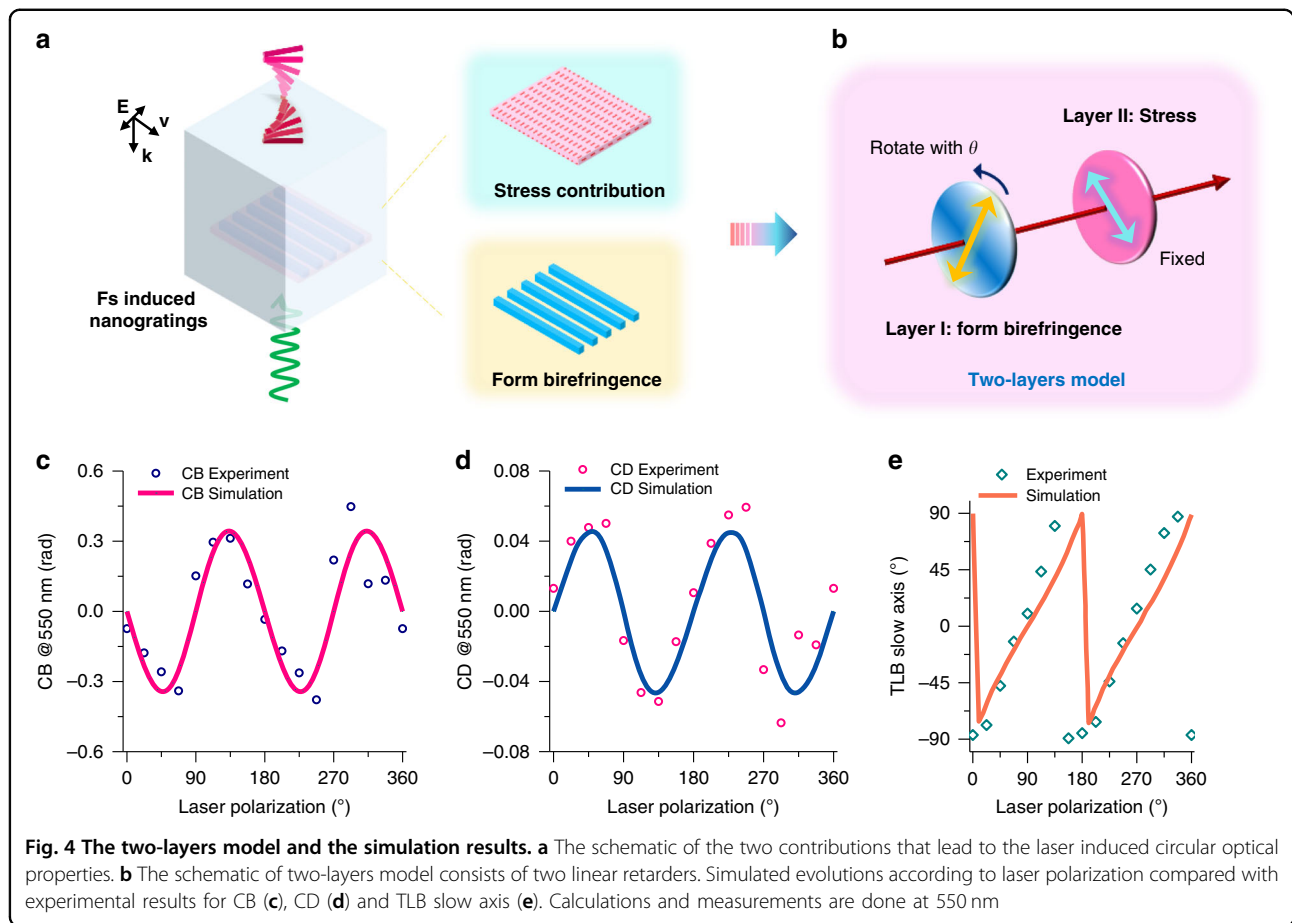 a
E
v
k
Fs induced
nanogratings
Stress contribution
Form birefringence
b
Layer II: Stress
Rotate with θ
Fixed
Layer I: form birefringence
Two-layers model
c
CB Experiment
CB Simulation
CB @550 nm (rad)
0.6
0.3
0.0
−0.3
−0.6
0 90 180 270 360
Laser polarization (°)
d
CD Experiment
CD Simulation
CD @550 nm (rad)
0.08
0.04
0.00
−0.04
−0.08
0 90 180 270 360
Laser polarization (°)
e
Experiment
Simulation
TLB slow axis (°)
90
45
0
−45
−90
0 90 180 270 360
Laser polarization (°)
Fig. 4 The two-layers model and the simulation results. a The schematic of the two contributions that lead to the laser induced circular optical
properties. b The schematic of two-layers model consists of two linear retarders. Simulated evolutions according to laser polarization compared with
experimental results for CB (c), CD (d) and TLB slow axis (e). Calculations and measurements are done at 550 nm